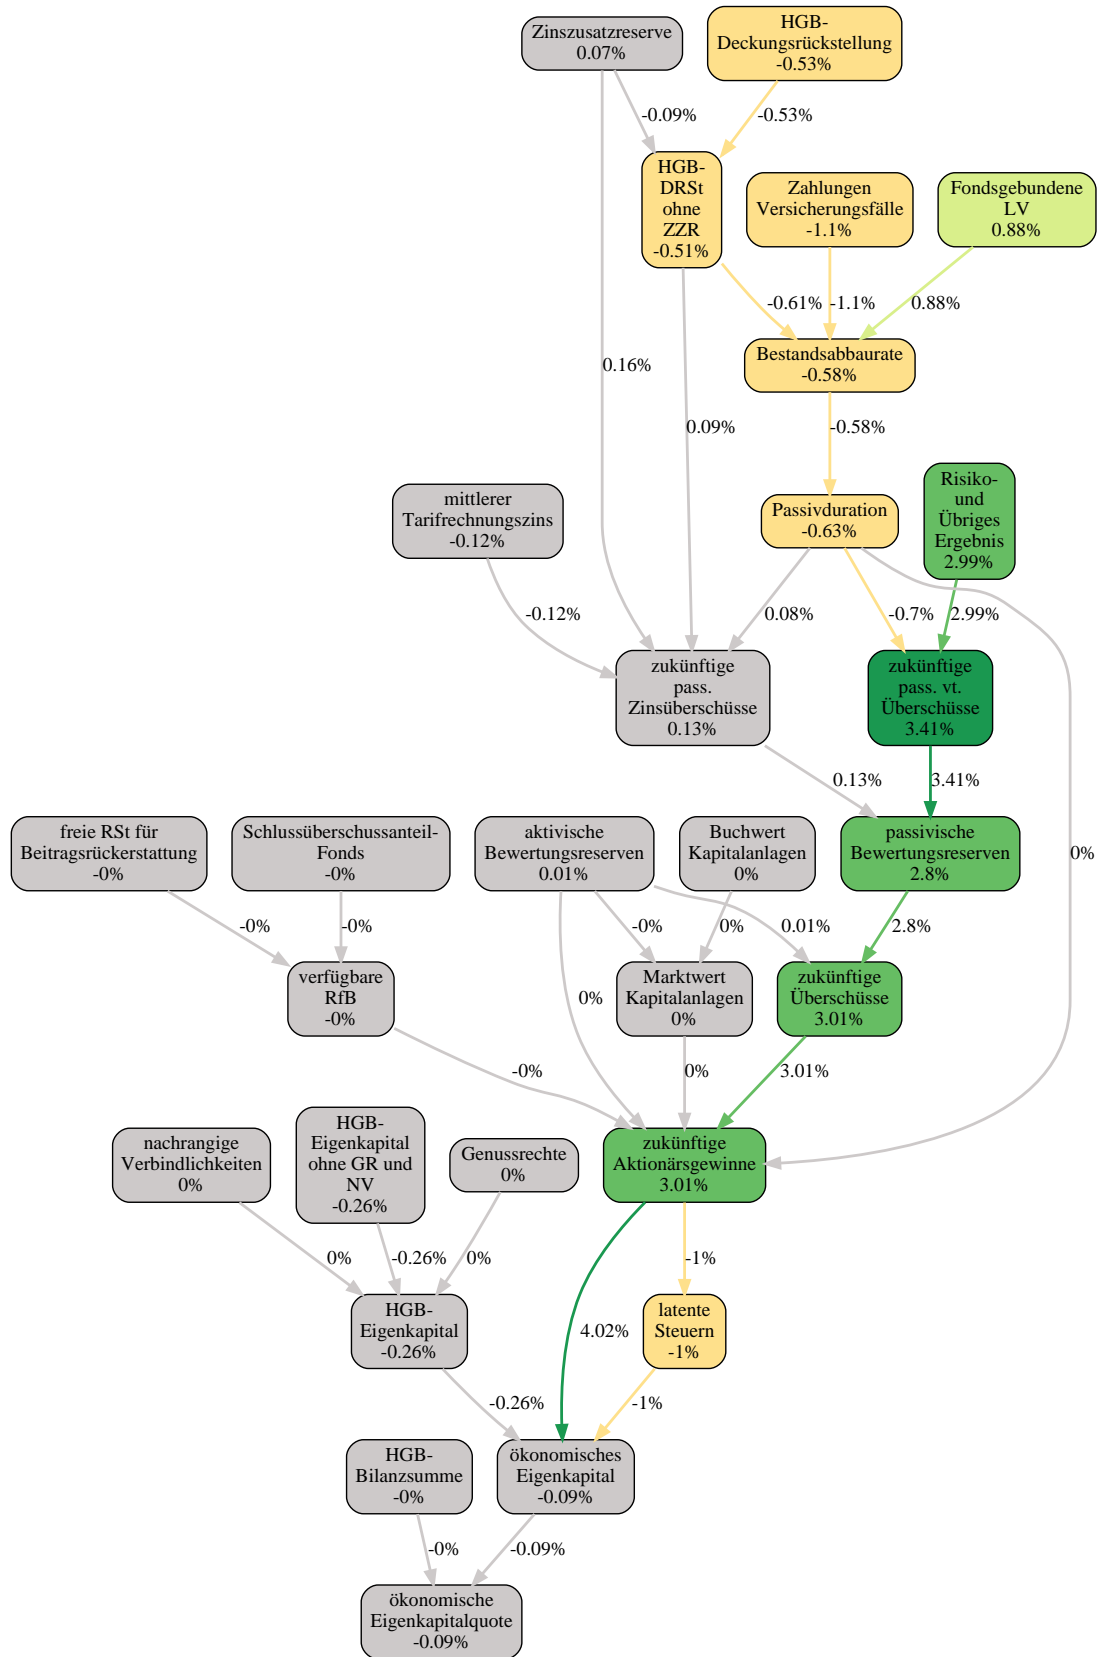 Zinszusatzreserve
0.07%
HGB-
Deckungsrückstellung
-0.53%
-0.09%
-0.53%
HGB-
DRSt
ohne
ZZR
-0.51%
Zahlungen
Versicherungsfälle
-1.1%
Fondsgebundene
LV
0.88%
-0.61%
-1.1%
0.88%
Bestandsabbaurate
-0.58%
0.16%
0.09%
-0.58%
mittlerer
Tarifrechnungszins
-0.12%
Passivduration
-0.63%
Risiko-
und
Übriges
Ergebnis
2.99%
-0.12%
0.08%
-0.7%
2.99%
zukünftige
pass.
Zinsüberschüsse
0.13%
zukünftige
pass. vt.
Überschüsse
3.41%
0.13%
3.41%
freie RSt für
Beitragsrückerstattung
-0%
Schlussüberschussanteil-
Fonds
-0%
aktivische
Bewertungsreserven
0.01%
Buchwert
Kapitalanlagen
0%
passivische
Bewertungsreserven
2.8%
0%
-0%
-0%
-0%
0%
0.01%
2.8%
verfügbare
RfB
-0%
0%
Marktwert
Kapitalanlagen
0%
zukünftige
Überschüsse
3.01%
-0%
0%
3.01%
nachrangige
Verbindlichkeiten
0%
HGB-
Eigenkapital
ohne GR und
NV
-0.26%
Genussrechte
0%
zukünftige
Aktionärsgewinne
3.01%
0%
-0.26%
0%
-1%
HGB-
Eigenkapital
-0.26%
4.02%
latente
Steuern
-1%
-0.26%
-1%
HGB-
Bilanzsumme
-0%
ökonomisches
Eigenkapital
-0.09%
-0%
-0.09%
ökonomische
Eigenkapitalquote
-0.09%